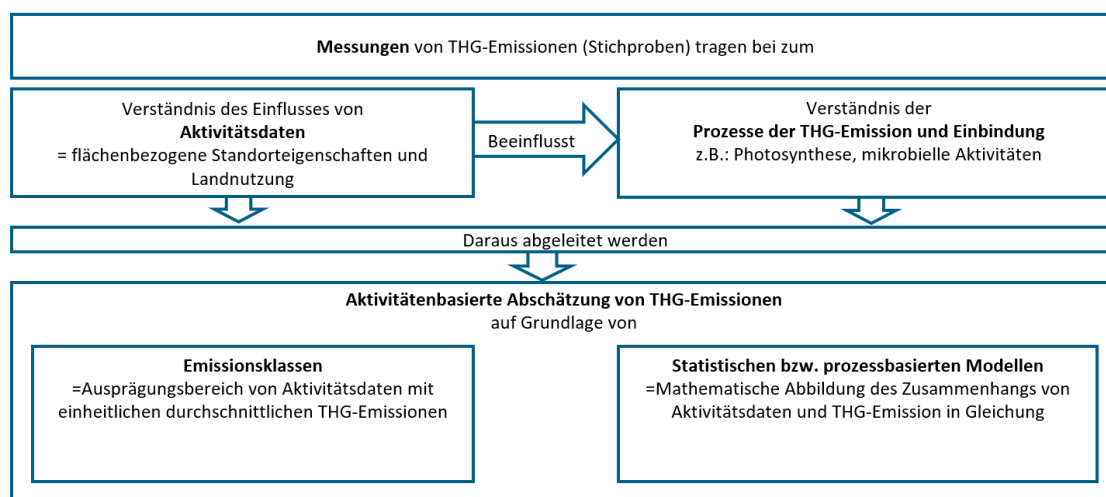 Messungen von THG-Emissionen (Stichproben) tragen bei zum
Verständnis des Einflusses von
Aktivitätsdaten
= flächenbezogene Standorteigenschaften und
Landnutzung
Beeinflusst
Verständnis der
Prozesse der THG-Emission und Einbindung
z.B.: Photosynthese, mikrobielle Aktivitäten
Daraus abgeleitet werden
Aktivitätenbasierte Abschätzung von THG-Emissionen
auf Grundlage von
Emissionsklassen
=Ausprägungsbereich von Aktivitätsdaten mit
einheitlichen durchschnittlichen THG-Emissionen
Statistischen bzw. prozessbasierten Modellen
=Mathematische Abbildung des Zusammenhangs von
Aktivitätsdaten und THG-Emission in Gleichung